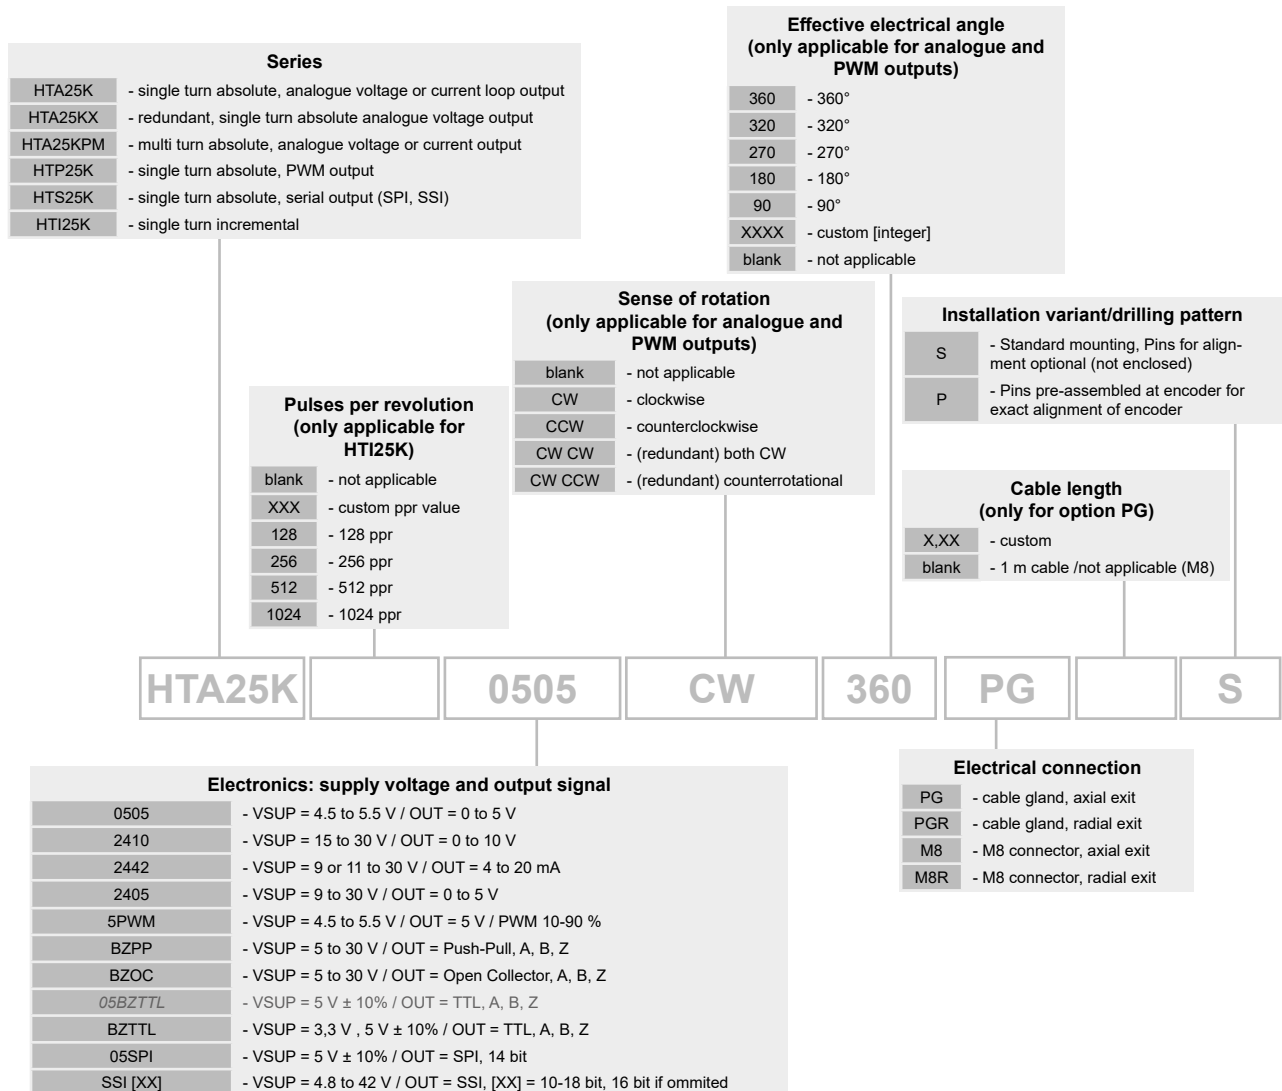 Effective electrical angle
(only applicable for analogue and
PWM outputs)
360 - 360°
320 - 320°
270 - 270°
180 - 180°
90 - 90°
XXXX - custom [integer]
blank - not applicable
Series
HTA25K - single turn absolute, analogue voltage or current loop output
HTA25KX - redundant, single turn absolute analogue voltage output
HTA25KPM - multi turn absolute, analogue voltage or current output
HTP25K - single turn absolute, PWM output
HTS25K - single turn absolute, serial output (SPI, SSI)
HTI25K - single turn incremental
Sense of rotation
(only applicable for analogue and
PWM outputs)
blank - not applicable
CW - clockwise
CCW - counterclockwise
CW CW - (redundant) both CW
CW CCW - (redundant) counterrotational
Installation variant/drilling pattern
S - Standard mounting, Pins for align-
ment optional (not enclosed)
P - Pins pre-assembled at encoder for
exact alignment of encoder
Pulses per revolution
(only applicable for
HTI25K)
blank - not applicable
XXX - custom ppr value
128 - 128 ppr
256 - 256 ppr
512 - 512 ppr
1024 - 1024 ppr
Cable length
(only for option PG)
X,XX - custom
blank - 1 m cable /not applicable (M8)
HTA25K 0505 CW 360 PG S
Electronics: supply voltage and output signal
0505 - VSUP = 4.5 to 5.5 V / OUT = 0 to 5 V
2410 - VSUP = 15 to 30 V / OUT = 0 to 10 V
2442 - VSUP = 9 or 11 to 30 V / OUT = 4 to 20 mA
2405 - VSUP = 9 to 30 V / OUT = 0 to 5 V
5PWM - VSUP = 4.5 to 5.5 V / OUT = 5 V / PWM 10-90 %
BZPP - VSUP = 5 to 30 V / OUT = Push-Pull, A, B, Z
BZOC - VSUP = 5 to 30 V / OUT = Open Collector, A, B, Z
05BZTTL - VSUP = 5 V ± 10% / OUT = TTL, A, B, Z
BZTTL - VSUP = 3,3 V , 5 V ± 10% / OUT = TTL, A, B, Z
05SPI - VSUP = 5 V ± 10% / OUT = SPI, 14 bit
SSI [XX] - VSUP = 4.8 to 42 V / OUT = SSI, [XX] = 10-18 bit, 16 bit if ommited
Electrical connection
PG - cable gland, axial exit
PGR - cable gland, radial exit
M8 - M8 connector, axial exit
M8R - M8 connector, radial exit